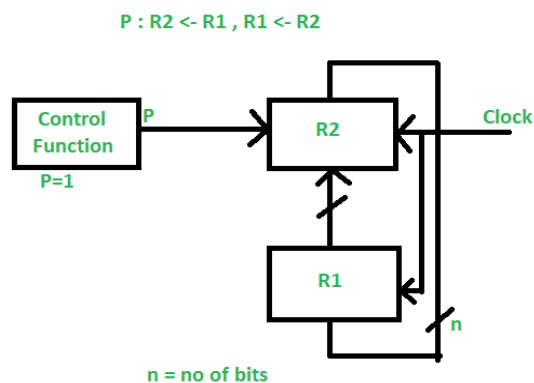 P : R2 <- R1 , R1 <- R2
Control
Function
P
P=1
R2
Clock
R1
n
n = no of bits